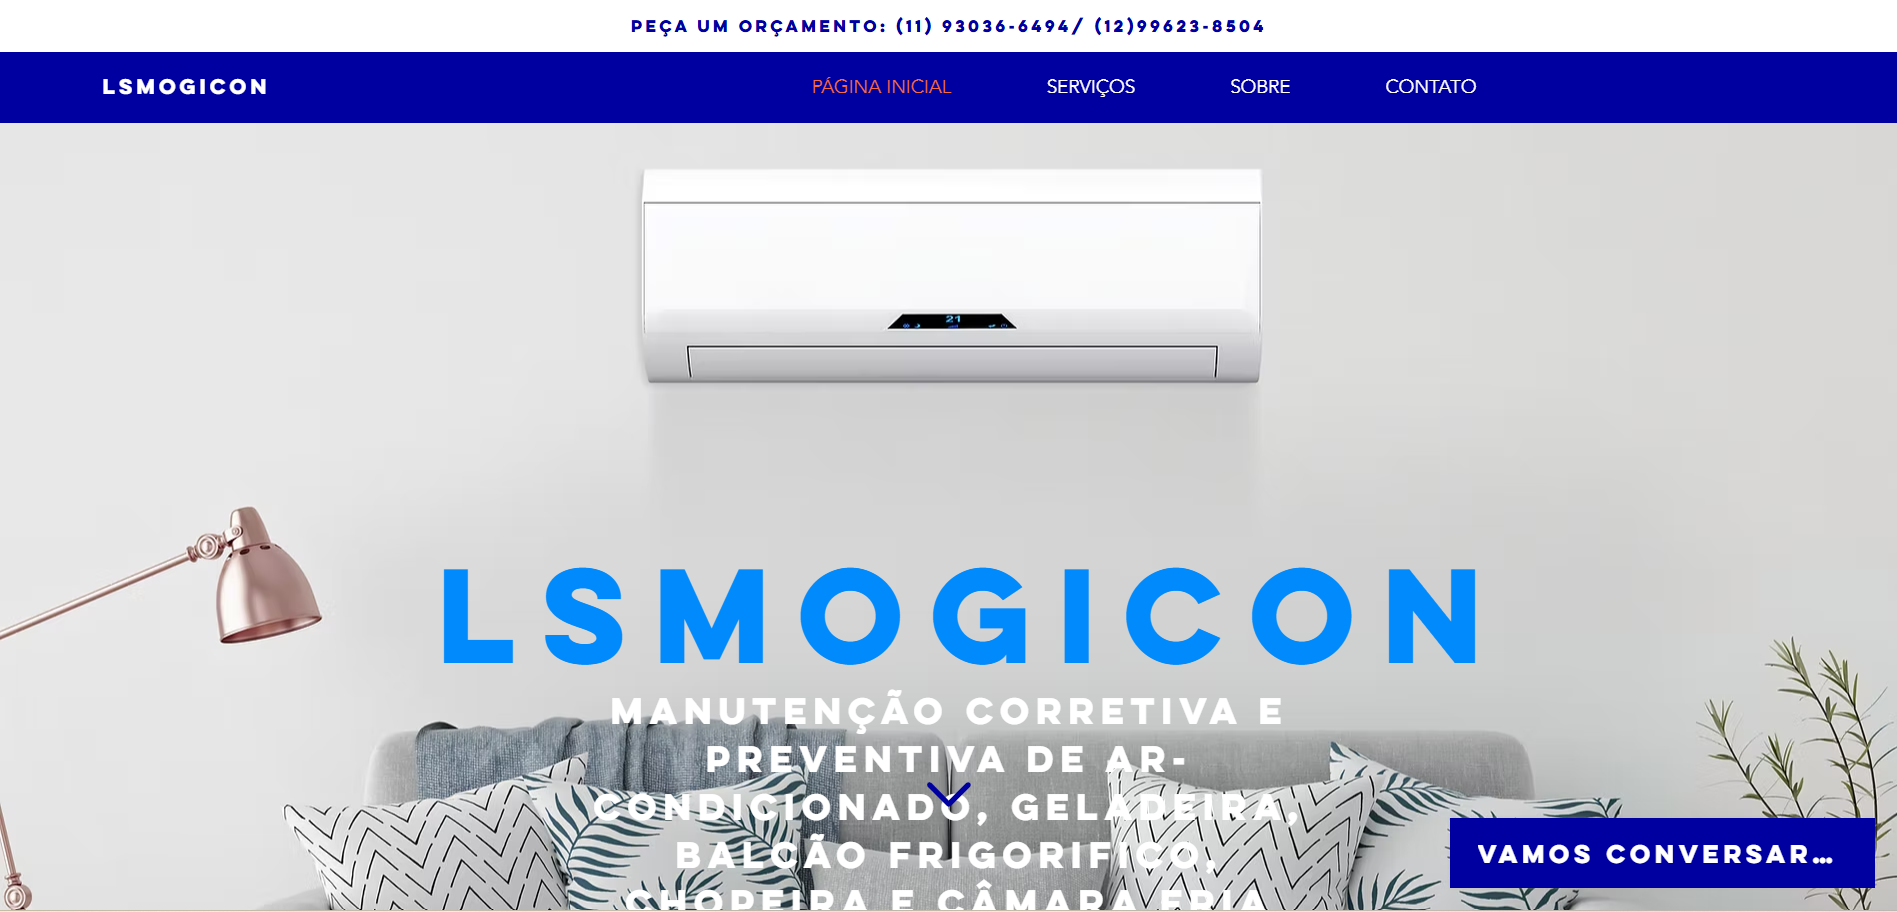 PEÇA UM ORÇAMENTO: (11) 93036-6494/ (12)99623-8504
LSMOGICON
PÁGINA INICIAL
SERVIÇOS
SOBRE
CONTATO
21
LSMOGICON
MANUTENÇÃO CORRETIVA E
PREVENTIVA DE AR-
CONDICIONADO, GELADEIRA,
BALCÃO FRIGORIFICO,
CHOPEIRA E CÂMARA FRIA
VAMOS CONVERSAR...